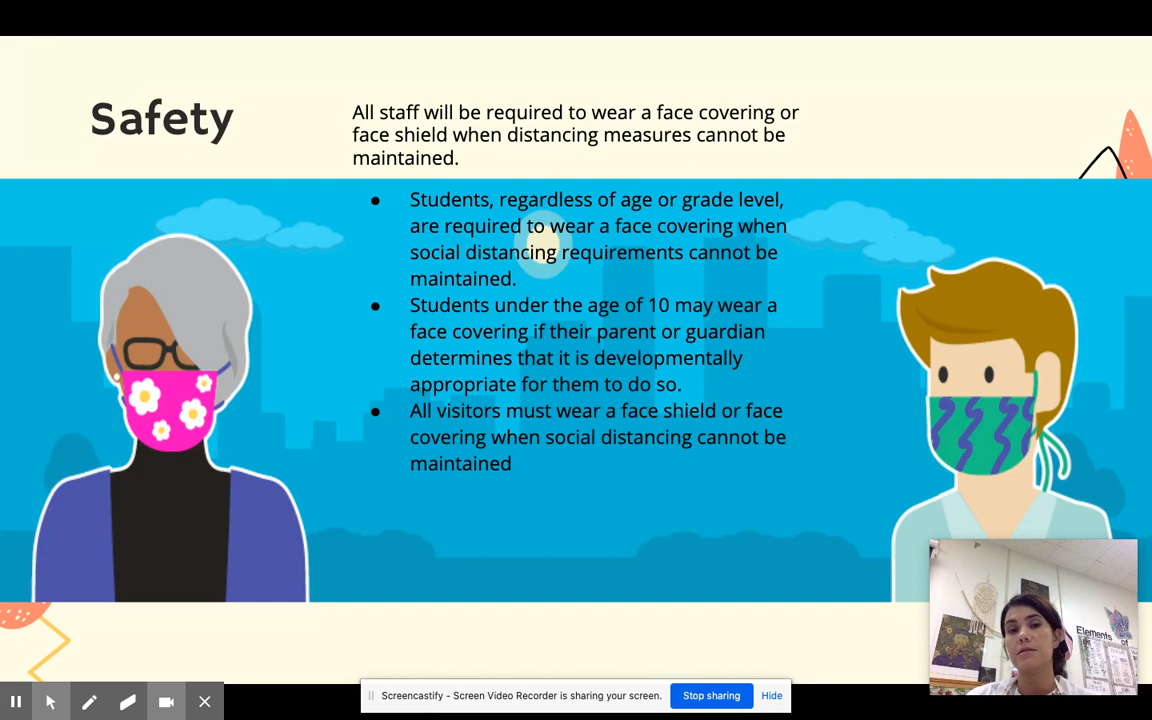 Safety
All staff will be required to wear a face covering or
face shield when distancing measures cannot be
maintained.
● Students, regardless of age or grade level,
are required to wear a face covering when
social distancing requirements cannot be
maintained.
● Students under the age of 10 may wear a
face covering if their parent or guardian
determines that it is developmentally
appropriate for them to do so.
● All visitors must wear a face shield or face
covering when social distancing cannot be
maintained
Elements
of
Screencastify - Screen Video Recorder is sharing your screen.
Stop sharing
Hide